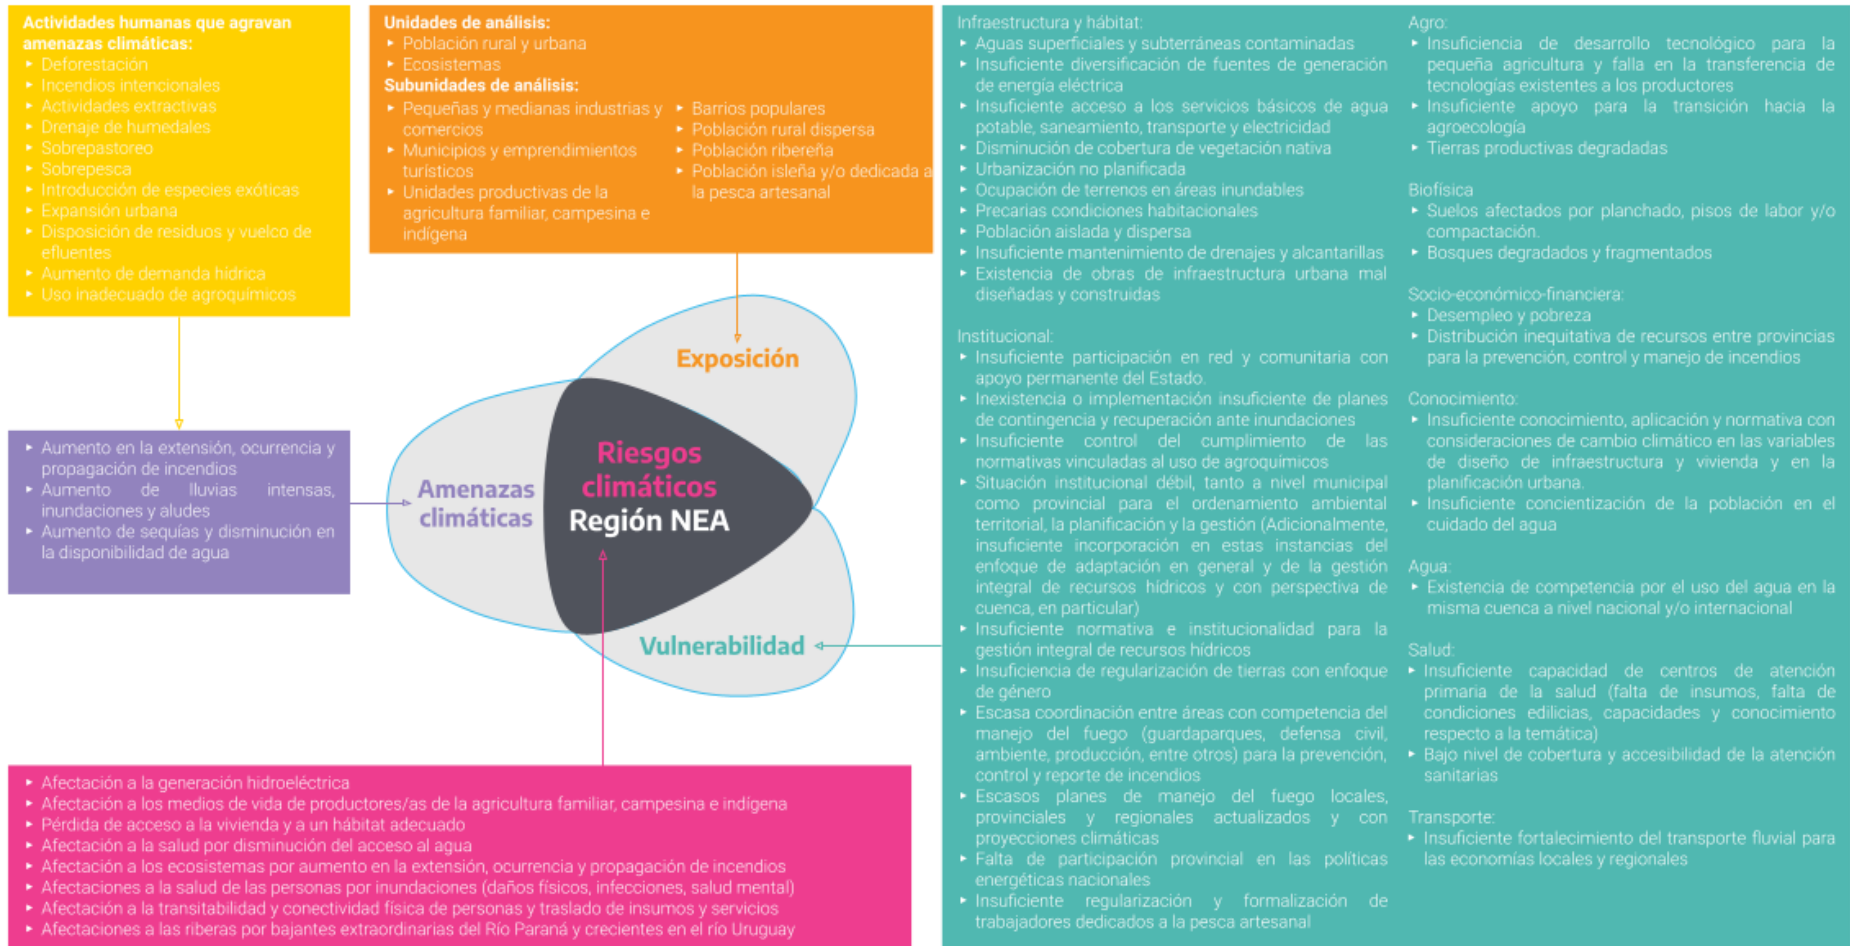 Actividades humanas que agravan
amenazas climáticas:
▸ Deforestación
▸ Incendios intencionales
▸ Actividades extractivas
▸ Drenaje de humedales
▸ Sobrepastoreo
▸ Sobrepesca
▸ Introducción de especies exóticas
▸ Expansión urbana
▸ Disposición de residuos y vuelco de
efluentes
▸ Aumento de demanda hídrica
▸ Uso inadecuado de agroquímicos
Unidades de análisis:
▸ Población rural y urbana
▸ Ecosistemas
Subunidades de análisis:
▸ Pequeñas y medianas industrias y
comercios
▸ Municipios y emprendimientos
turísticos
▸ Unidades productivas de la
agricultura familiar, campesina e
indígena
▸ Barrios populares
▸ Población rural dispersa
▸ Población ribereña
▸ Población isleña y/o dedicada a
la pesca artesanal
▸ Aumento en la extensión, ocurrencia y
propagación de incendios
▸ Aumento de lluvias intensas,
inundaciones y aludes
▸ Aumento de sequías y disminución en
la disponibilidad de agua
Exposición
Amenazas
climáticas
Riesgos
climáticos
Región NEA
Vulnerabilidad
▸ Afectación a la generación hidroeléctrica
▸ Afectación a los medios de vida de productores/as de la agricultura familiar, campesina e indígena
▸ Pérdida de acceso a la vivienda y a un hábitat adecuado
▸ Afectación a la salud por disminución del acceso al agua
▸ Afectación a los ecosistemas por aumento en la extensión, ocurrencia y propagación de incendios
▸ Afectaciones a la salud de las personas por inundaciones (daños físicos, infecciones, salud mental)
▸ Afectación a la transitabilidad y conectividad física de personas y traslado de insumos y servicios
▸ Afectaciones a las riberas por bajantes extraordinarias del Río Paraná y crecientes en el río Uruguay
Infraestructura y hábitat:
▸ Aguas superficiales y subterráneas contaminadas
▸ Insuficiente diversificación de fuentes de generación
de energía eléctrica
▸ Insuficiente acceso a los servicios básicos de agua
potable, saneamiento, transporte y electricidad
▸ Disminución de cobertura de vegetación nativa
▸ Urbanización no planificada
▸ Ocupación de terrenos en áreas inundables
▸ Precarias condiciones habitacionales
▸ Población aislada y dispersa
▸ Insuficiente mantenimiento de drenajes y alcantarillas
▸ Existencia de obras de infraestructura urbana mal
diseñadas y construidas
Institucional:
▸ Insuficiente participación en red y comunitaria con
apoyo permanente del Estado.
▸ Inexistencia o implementación insuficiente de planes
de contingencia y recuperación ante inundaciones
▸ Insuficiente control del cumplimiento de las
normativas vinculadas al uso de agroquímicos
▸ Situación institucional débil, tanto a nivel municipal
como provincial para el ordenamiento ambiental
territorial, la planificación y la gestión (Adicionalmente,
insuficiente incorporación en estas instancias del
enfoque de adaptación en general y de la gestión
integral de recursos hídricos y con perspectiva de
cuenca, en particular)
▸ Insuficiente normativa e institucionalidad para la
gestión integral de recursos hídricos
▸ Insuficiencia de regularización de tierras con enfoque
de género
▸ Escasa coordinación entre áreas con competencia del
manejo del fuego (guardaparques, defensa civil,
ambiente, producción, entre otros) para la prevención,
control y reporte de incendios
▸ Escasos planes de manejo del fuego locales,
provinciales y regionales actualizados y con
proyecciones climáticas
▸ Falta de participación provincial en las políticas
energéticas nacionales
▸ Insuficiente regularización y formalización de
trabajadores dedicados a la pesca artesanal
Agro:
▸ Insuficiencia de desarrollo tecnológico para la
pequeña agricultura y falla en la transferencia de
tecnologías existentes a los productores
▸ Insuficiente apoyo para la transición hacia la
agroecología
▸ Tierras productivas degradadas
Biofísica
▸ Suelos afectados por planchado, pisos de labor y/o
compactación.
▸ Bosques degradados y fragmentados
Socio-económico-financiera:
▸ Desempleo y pobreza
▸ Distribución inequitativa de recursos entre provincias
para la prevención, control y manejo de incendios
Conocimiento:
▸ Insuficiente conocimiento, aplicación y normativa con
consideraciones de cambio climático en las variables
de diseño de infraestructura y vivienda y en la
planificación urbana.
▸ Insuficiente concientización de la población en el
cuidado del agua
Agua:
▸ Existencia de competencia por el uso del agua en la
misma cuenca a nivel nacional y/o internacional
Salud:
▸ Insuficiente capacidad de centros de atención
primaria de la salud (falta de insumos, falta de
condiciones edilicias, capacidades y conocimiento
respecto a la temática)
▸ Bajo nivel de cobertura y accesibilidad de la atención
sanitarias
Transporte:
▸ Insuficiente fortalecimiento del transporte fluvial para
las economías locales y regionales